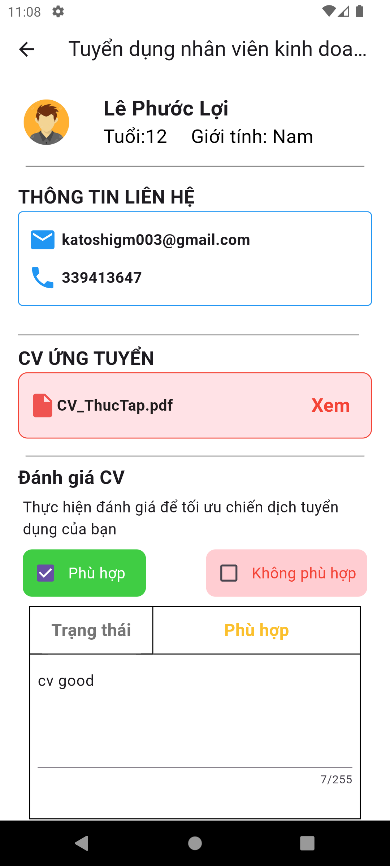 11:08
Tuyển dụng nhân viên kinh doa...
Lê Phước Lợi
Tuổi:12 Giới tính: Nam
THÔNG TIN LIÊN HỆ
katoshigm003@gmail.com
339413647
CV ỨNG TUYỂN
CV_ThucTap.pdf Xem
Đánh giá CV
Thực hiện đánh giá để tối ưu chiến dịch tuyển
dụng của bạn
Phù hợp Không phù hợp
Trạng thái Phù hợp
cv good
7/255